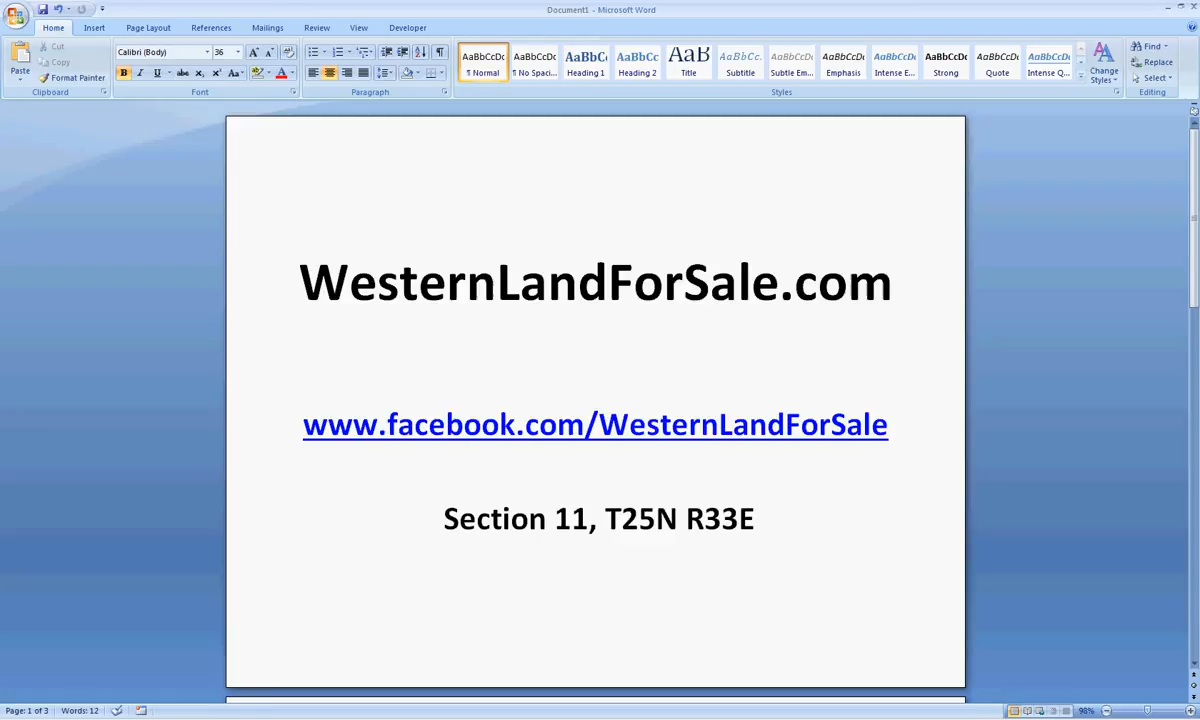 Document1 - Microsoft Word
Home Insert Page Layout References Mailings Review View Developer
Paste
Cut
Copy
Format Painter
Clipboard
Calibri (Body) 36
Font
Paragraph
AaBbCcDc AaBbCcDc AaBbC AaBbCc AaB AaBbCc. AaBbCcDc AaBbCcDc AaBbCcDc AaBbCcDc AaBbCcDc AaBbCcDc
¶ Normal ¶ No Spaci... Heading 1 Heading 2 Title Subtitle Subtle Em... Emphasis Intense E... Strong Quote Intense Q...
Change Styles
Styles
Find
Replace
Select
Editing
WesternLandForSale.com
www.facebook.com/WesternLandForSale
Section 11, T25N R33E
Page: 1 of 3 Words: 12 98%